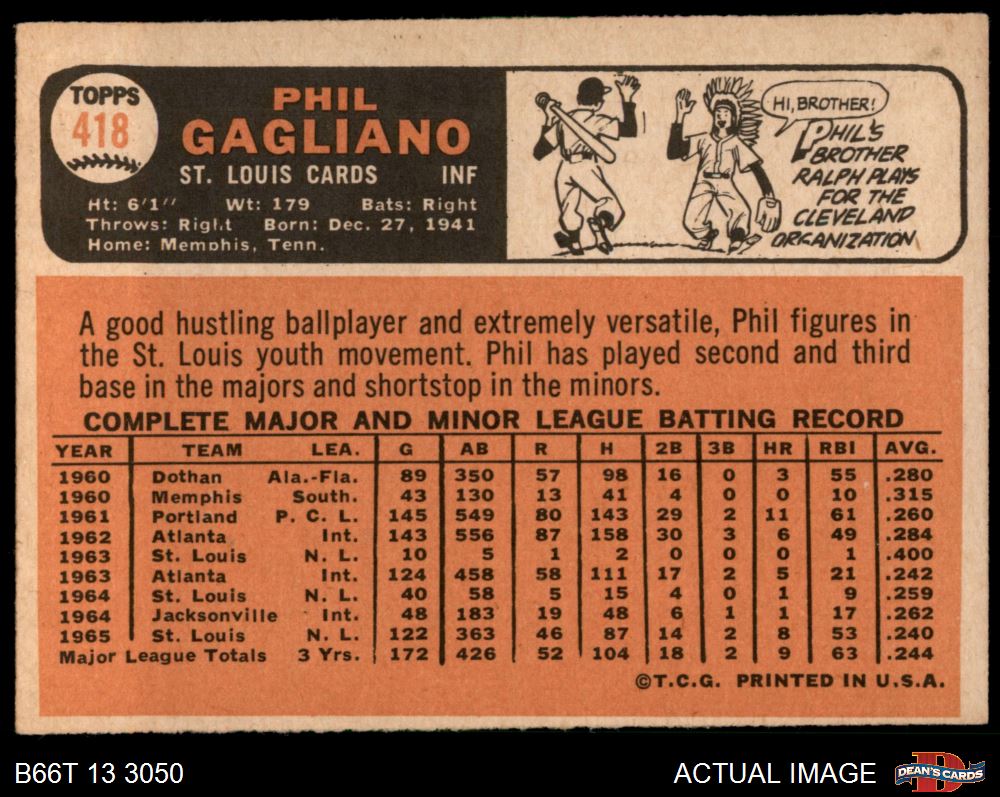 TOPPS
418
PHIL
GAGLIANO
ST. LOUIS CARDS INF
Ht: 6'1" Wt: 179 Bats: Right
Throws: Right Born: Dec. 27, 1941
Home: Memphis, Tenn.
HI, BROTHER!
PHIL'S
BROTHER
RALPH PLAYS
FOR THE
CLEVELAND
ORGANIZATION
A good hustling ballplayer and extremely versatile, Phil figures in
the St. Louis youth movement. Phil has played second and third
base in the majors and shortstop in the minors.
COMPLETE MAJOR AND MINOR LEAGUE BATTING RECORD
YEAR TEAM LEA. G AB R H 2B 3B HR RBI AVG.
1960 Dothan Ala.-Fla. 89 350 57 98 16 0 3 55 .280
1960 Memphis South. 43 130 13 41 4 0 0 10 .315
1961 Portland P. C. L. 145 549 80 143 29 2 11 61 .260
1962 Atlanta Int. 143 556 87 158 30 3 6 49 .284
1963 St. Louis N. L. 10 5 1 2 0 0 0 1 .400
1963 Atlanta Int. 124 458 58 111 17 2 5 21 .242
1964 St. Louis N. L. 40 58 5 15 4 0 1 9 .259
1964 Jacksonville Int. 48 183 19 48 6 1 1 17 .262
1965 St. Louis N. L. 122 363 46 87 14 2 8 53 .240
Major League Totals 3 Yrs. 172 426 52 104 18 2 9 63 .244
©T.C.G. PRINTED IN U.S.A.
B66T 13 3050
ACTUAL IMAGE
D
DEAN'S CARDS